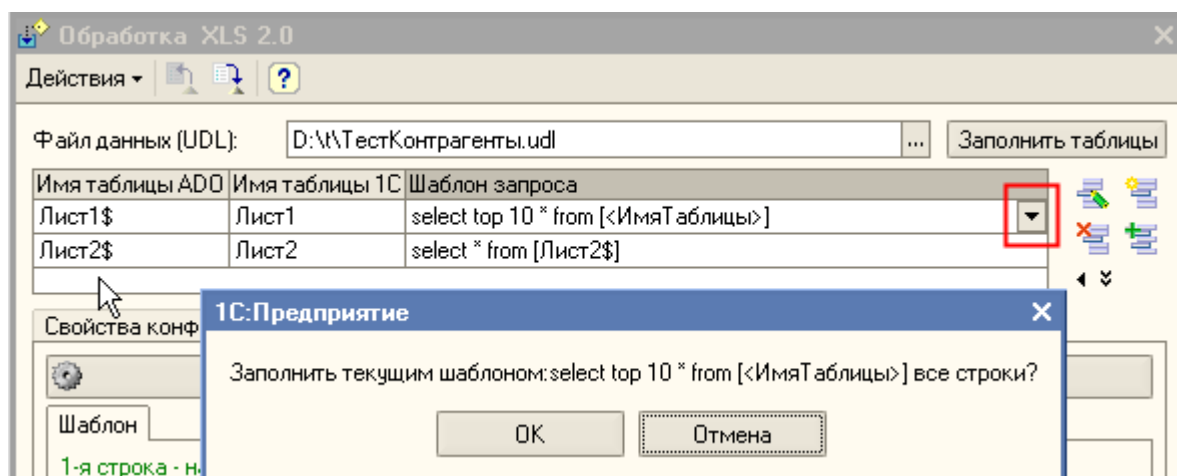 Обработка XLS 2.0
Действия
Файл данных (UDL): D:\t\ТестКонтрагенты.udl ... Заполнить таблицы
Имя таблицы ADO Имя таблицы 1С Шаблон запроса
Лист1$ Лист1 select top 10 * from [<ИмяТаблицы>]
Лист2$ Лист2 select * from [Лист2$]
Свойства конф
1С:Предприятие
Заполнить текущим шаблоном:select top 10 * from [<ИмяТаблицы>] все строки?
Шаблон
OK Отмена
1-я строка - на